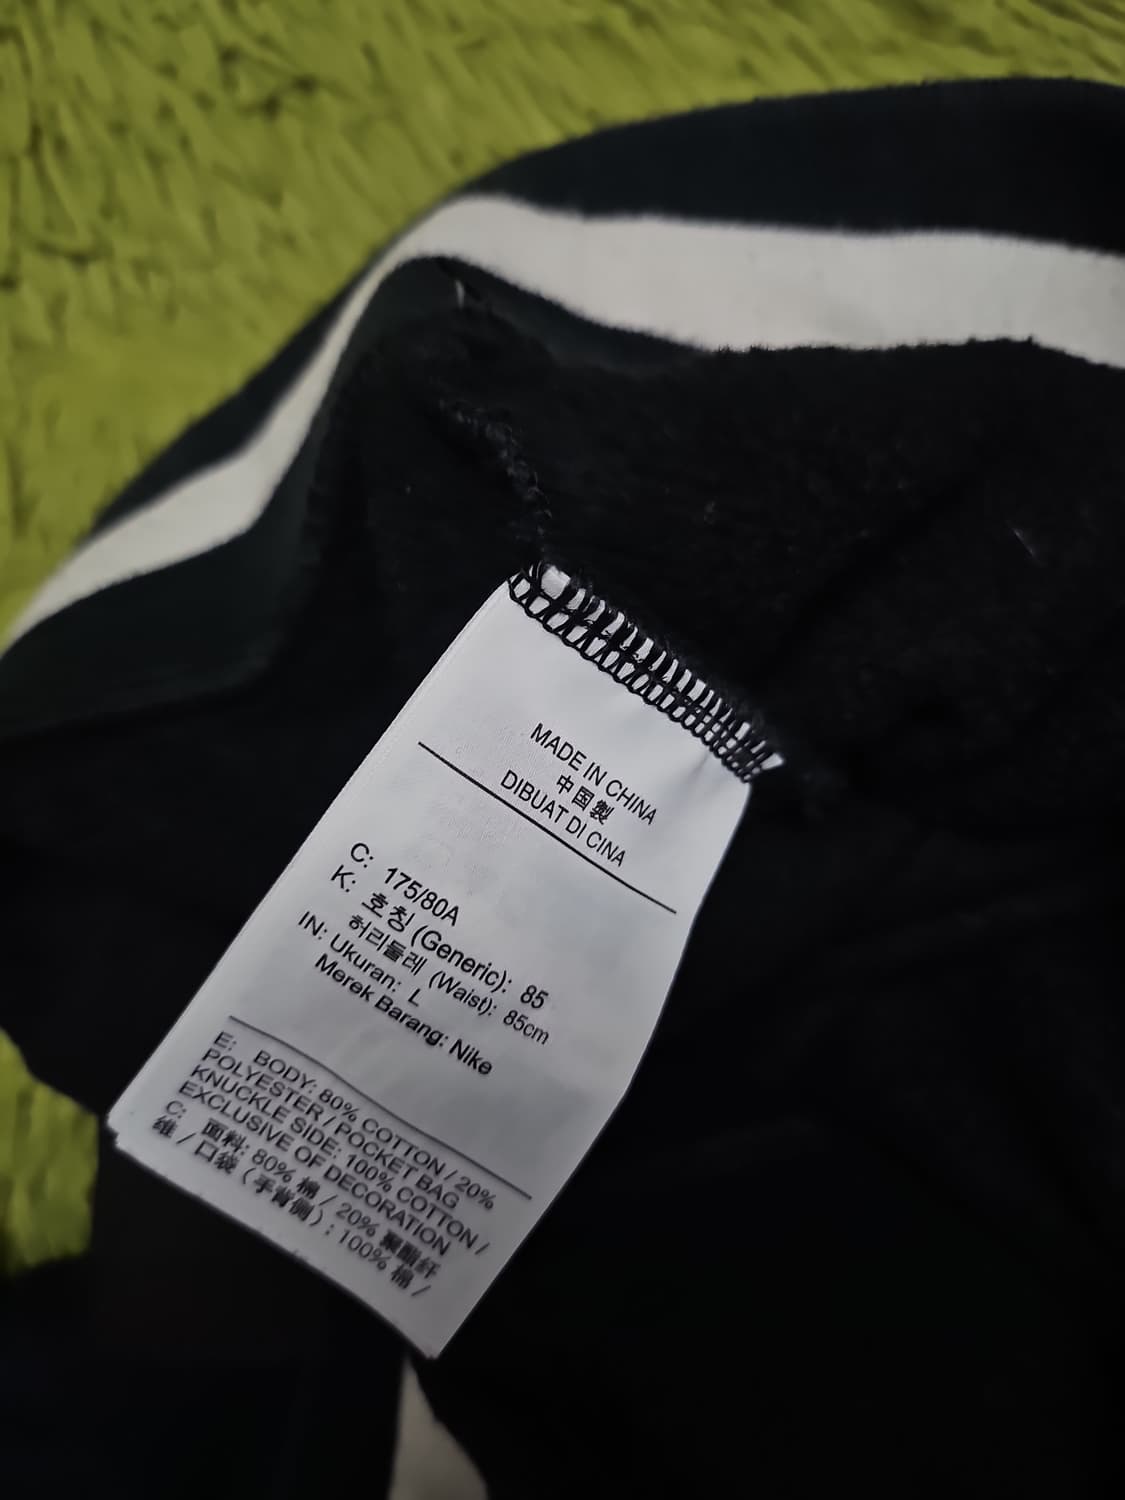 MADE IN CHINA
中国製
DIBUAT DI CINA
C: 175/80A
K: 호칭 (Generic): 85
허리둘레 (Waist): 85cm
IN: Ukuran: L
Merek Barang: Nike
E: BODY: 80% COTTON / 20%
POLYESTER / POCKET BAG
KNUCKLE SIDE: 100% COTTON /
EXCLUSIVE OF DECORATION
C: 面料: 80% 棉 / 20% 聚酯纤
维 / 口袋 (手背侧): 100% 棉 /